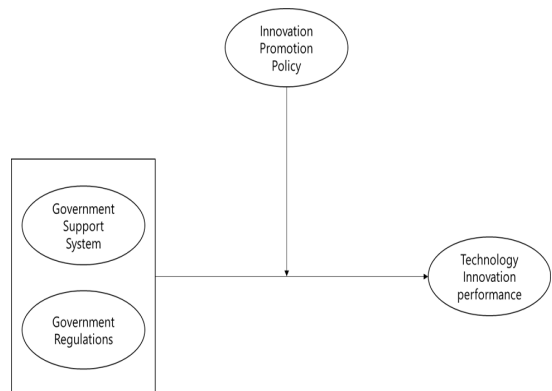 Innovation
Promotion
Policy
Government
Support
System
Government
Regulations
Technology
Innovation
performance